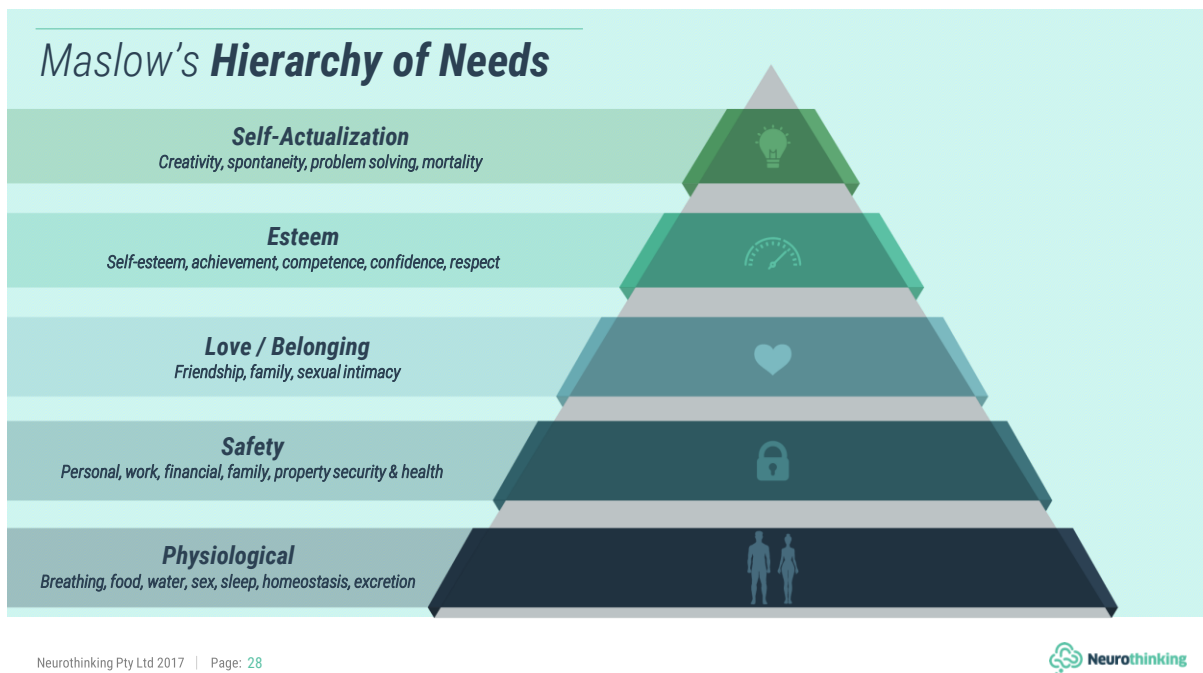 Maslow's Hierarchy of Needs
Self-Actualization
Creativity, spontaneity, problem solving, mortality
Esteem
Self-esteem, achievement, competence, confidence, respect
Love / Belonging
Friendship, family, sexual intimacy
Safety
Personal, work, financial, family, property security & health
Physiological
Breathing, food, water, sex, sleep, homeostasis, excretion
Neurothinking Pty Ltd 2017 | Page: 28
Neurothinking